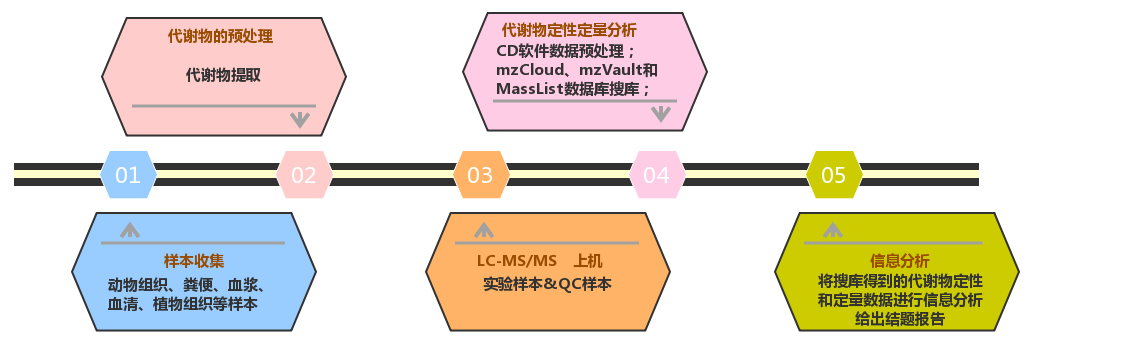 代谢物的预处理
代谢物提取
代谢物定性定量分析
CD软件数据预处理；
mzCloud、mzVault和
MassList数据库搜库；
01
02
03
04
05
样本收集
动物组织、粪便、血浆、
血清、植物组织等样本
LC-MS/MS 上机
实验样本&QC样本
信息分析
将搜库得到的代谢物定性
和定量数据进行信息分析
给出结题报告